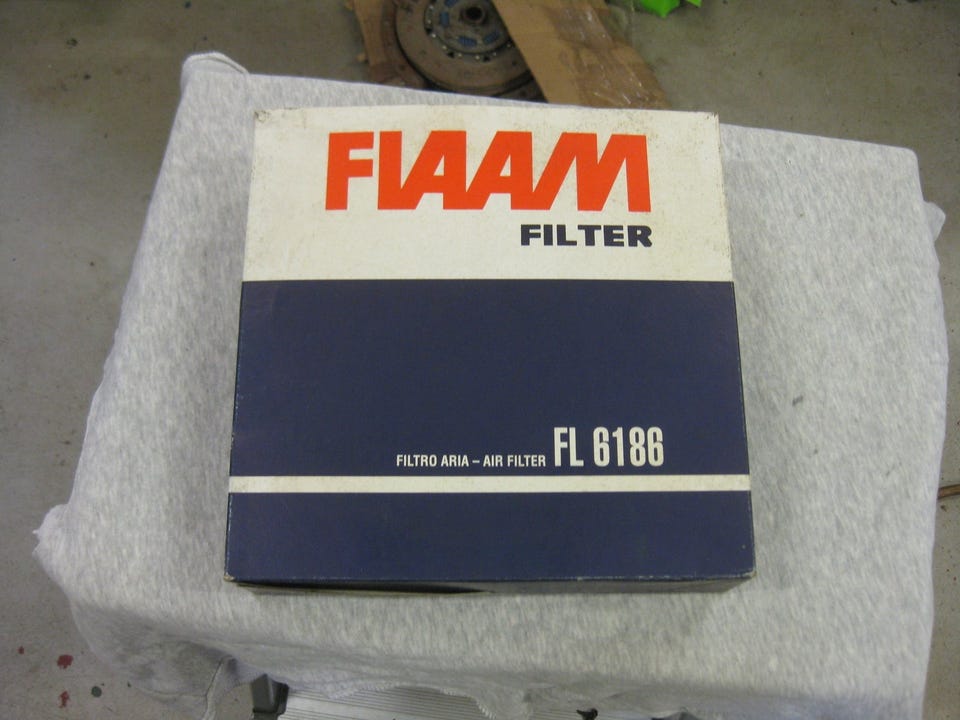 FIAAM
FILTER
FILTRO ARIA – AIR FILTER FL 6186